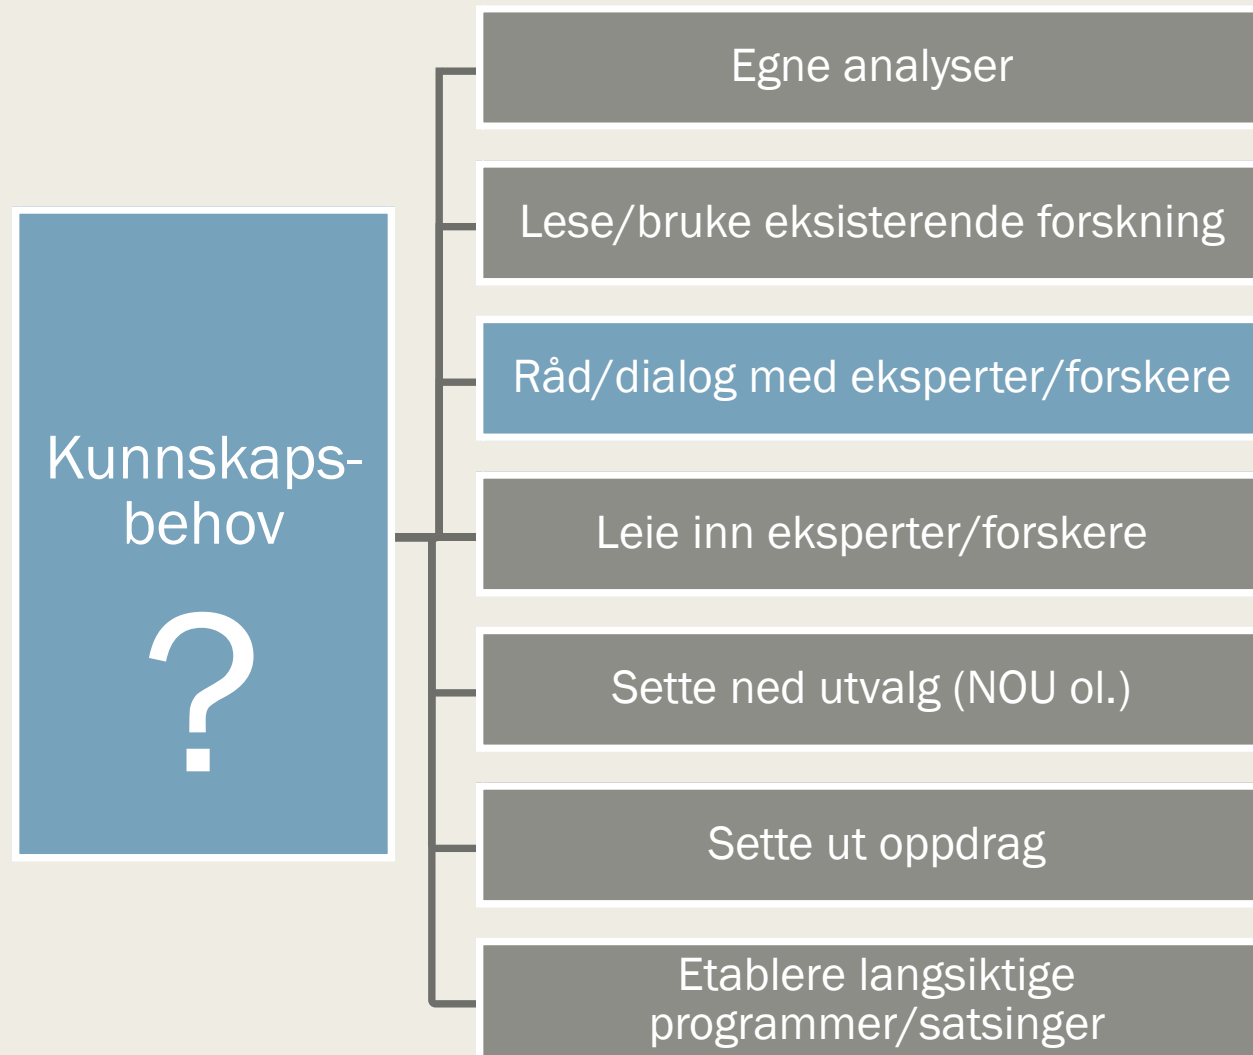 Egne analyser
Lese/bruke eksisterende forskning
Råd/dialog med eksperter/forskere
Kunnskaps-
behov
?
Leie inn eksperter/forskere
Sette ned utvalg (NOU ol.)
Sette ut oppdrag
Etablere langsiktige
programmer/satsinger